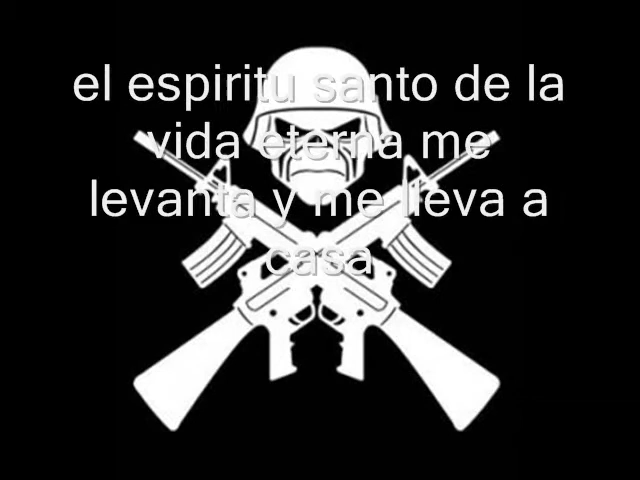 el espiritu santo de la
vida eterna me
levanta y me lleva a
casa